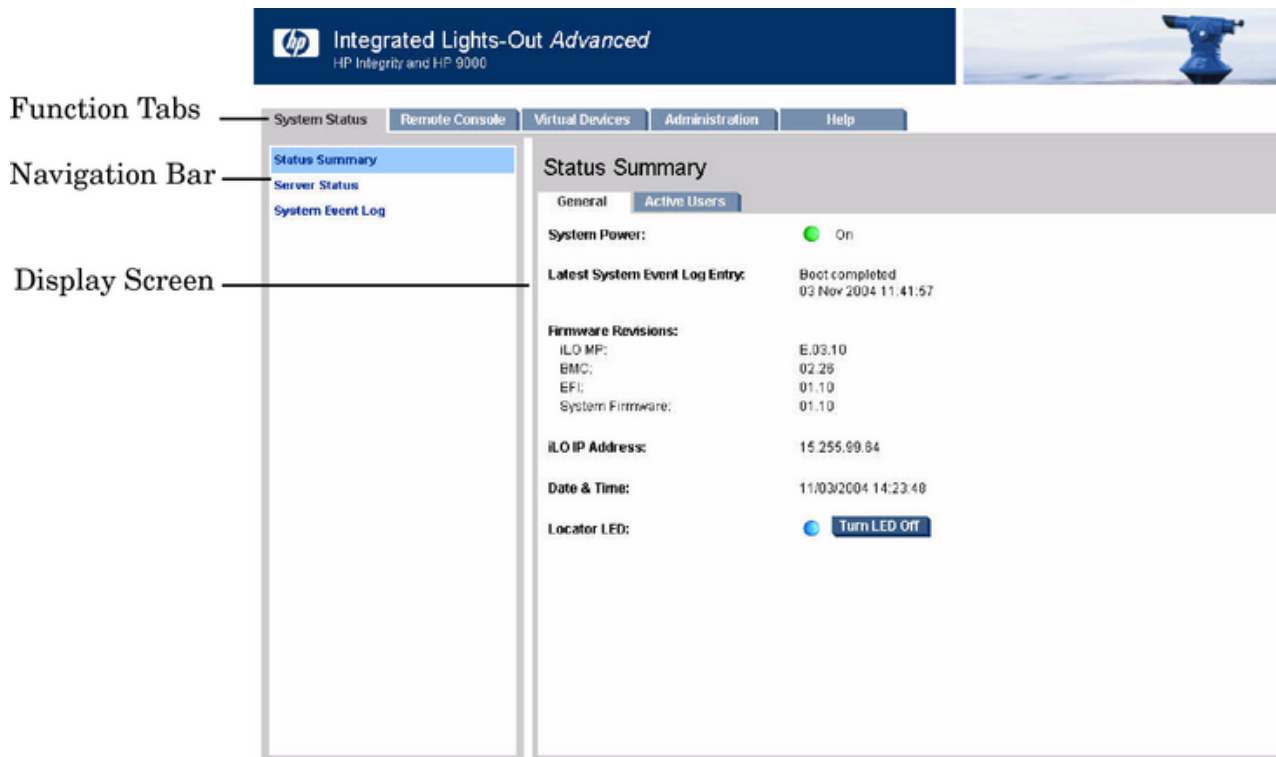 hp
Integrated Lights-Out Advanced
HP Integrity and HP 9000
Function Tabs
System Status Remote Console Virtual Devices Administration Help
Navigation Bar
Status Summary
Server Status
System Event Log
Display Screen
Status Summary
General Active Users
System Power: On
Latest System Event Log Entry: Boot completed
03 Nov 2004 11:41:57
Firmware Revisions:
iLO MP: E.03.10
BMC: 02.26
EFI: 01.10
System Firmware: 01.10
iLO IP Address: 15.255.99.64
Date & Time: 11/03/2004 14:23:48
Locator LED: Turn LED Off